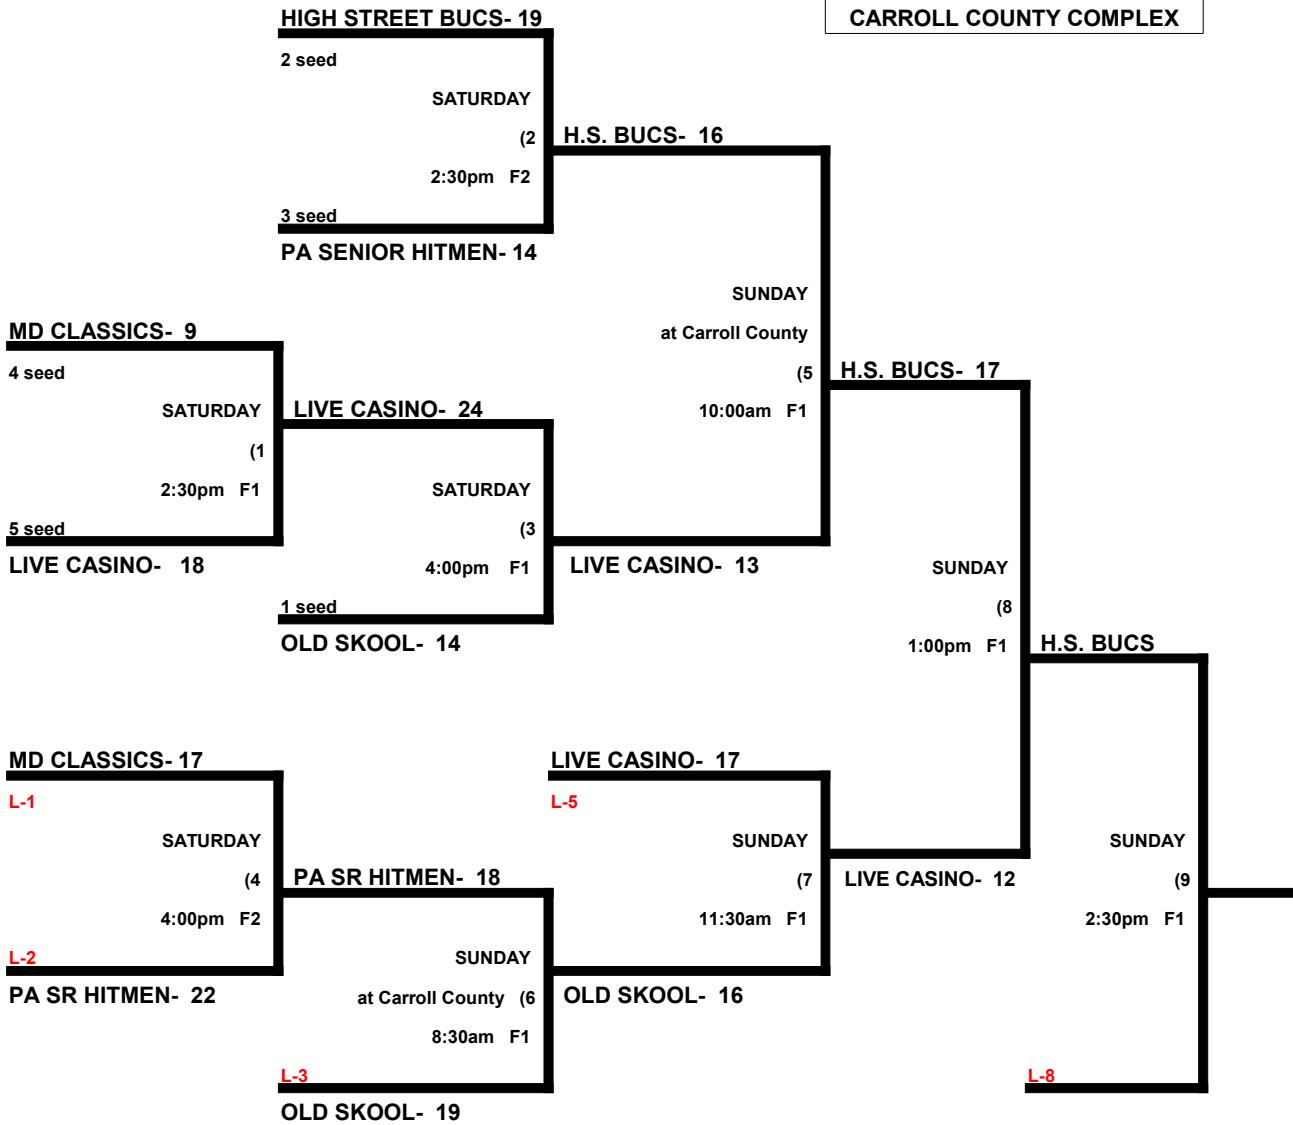 HIGH STREET BUCS- 19
CARROLL COUNTY COMPLEX
2 seed
SATURDAY
(2
H.S. BUCS- 16
2:30pm F2
3 seed
PA SENIOR HITMEN- 14
SUNDAY
at Carroll County
(5
10:00am F1
H.S. BUCS- 17
MD CLASSICS- 9
4 seed
SATURDAY
(1
2:30pm F1
5 seed
LIVE CASINO- 18
LIVE CASINO- 24
SATURDAY
(3
4:00pm F1
1 seed
OLD SKOOL- 14
LIVE CASINO- 13
SUNDAY
(8
1:00pm F1
H.S. BUCS
MD CLASSICS- 17
L-1
SATURDAY
(4
4:00pm F2
L-2
PA SR HITMEN- 22
PA SR HITMEN- 18
SUNDAY
at Carroll County (6
8:30am F1
L-3
OLD SKOOL- 19
LIVE CASINO- 17
L-5
SUNDAY
(7
11:30am F1
OLD SKOOL- 16
LIVE CASINO- 12
SUNDAY
(9
2:30pm F1
L-8